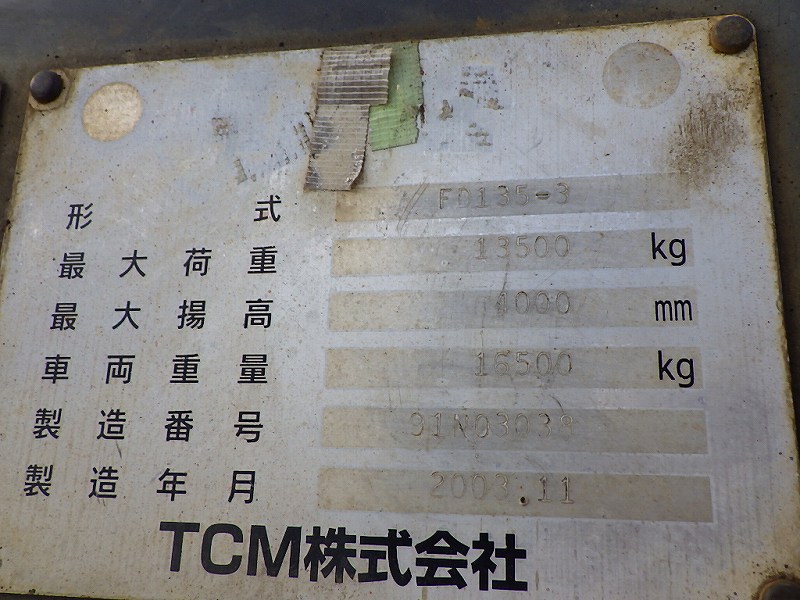 形 式 FD135-3
最大荷重 13500 kg
最大揚高 4000 mm
車両重量 kg
製造番号
製造年月 2003.11
TCM株式会社